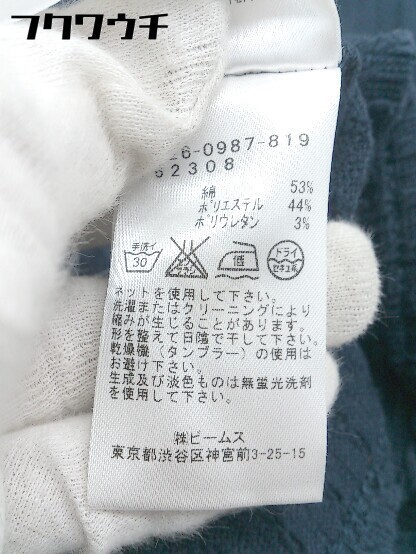 フクワウチ
26-0987-819
52308
綿 53%
ポリエステル 44%
ポリウレタン 3%
手洗イ
30
エンソ
サラシ
低
ドライ
セキユ系
ネットを使用して下さい。
洗濯またはクリーニングにより
縮みが生じることがあります。
形を整えて日陰で干して下さい。
乾燥機（タンブラー）の使用は
お避け下さい。
生成及び淡色ものは無蛍光洗剤
を使用して下さい。
㈱ビームス
東京都渋谷区神宮前3-25-15